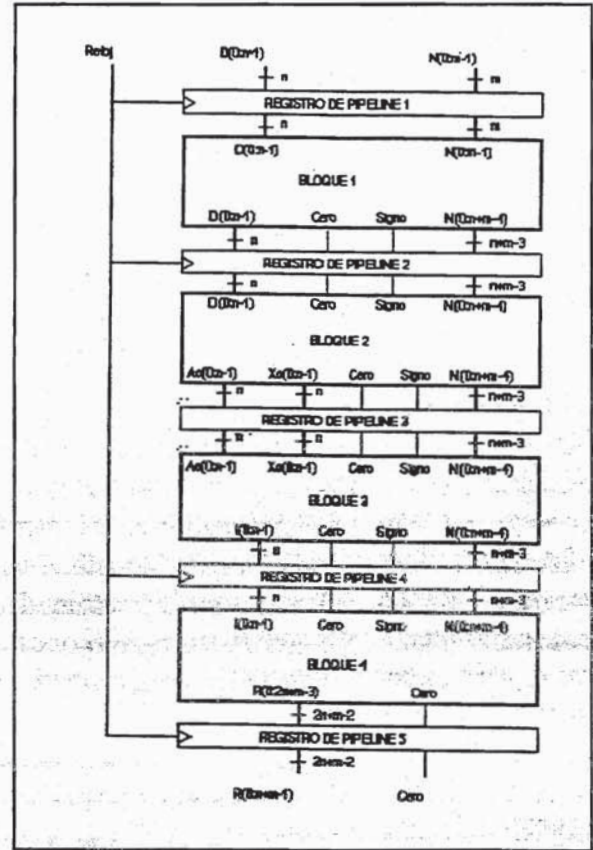 Reloj D(0:n-1) N(0:m-1)
n m
REGISTRO DE PIPELINE 1
n m
D(0:n-1) N(0:m-1)
BLOQUE 1
D(0:n-1) Cero Signo N(0:n+m-4)
n n+m-3
REGISTRO DE PIPELINE 2
n n+m-3
D(0:n-1) Cero Signo N(0:n+m-4)
BLOQUE 2
Ao(0:n-1) Xo(0:n-1) Cero Signo N(0:n+m-4)
n n n+m-3
REGISTRO DE PIPELINE 3
n n n+m-3
Ao(0:n-1) Xo(0:n-1) Cero Signo N(0:n+m-4)
BLOQUE 3
I(0:n-1) Cero Signo N(0:n+m-4)
n n+m-3
REGISTRO DE PIPELINE 4
n n+m-3
I(0:n-1) Cero Signo N(0:n+m-4)
BLOQUE 4
R(0:2n+m-3) Cero
2n+m-2
REGISTRO DE PIPELINE 5
2n+m-2
Cero